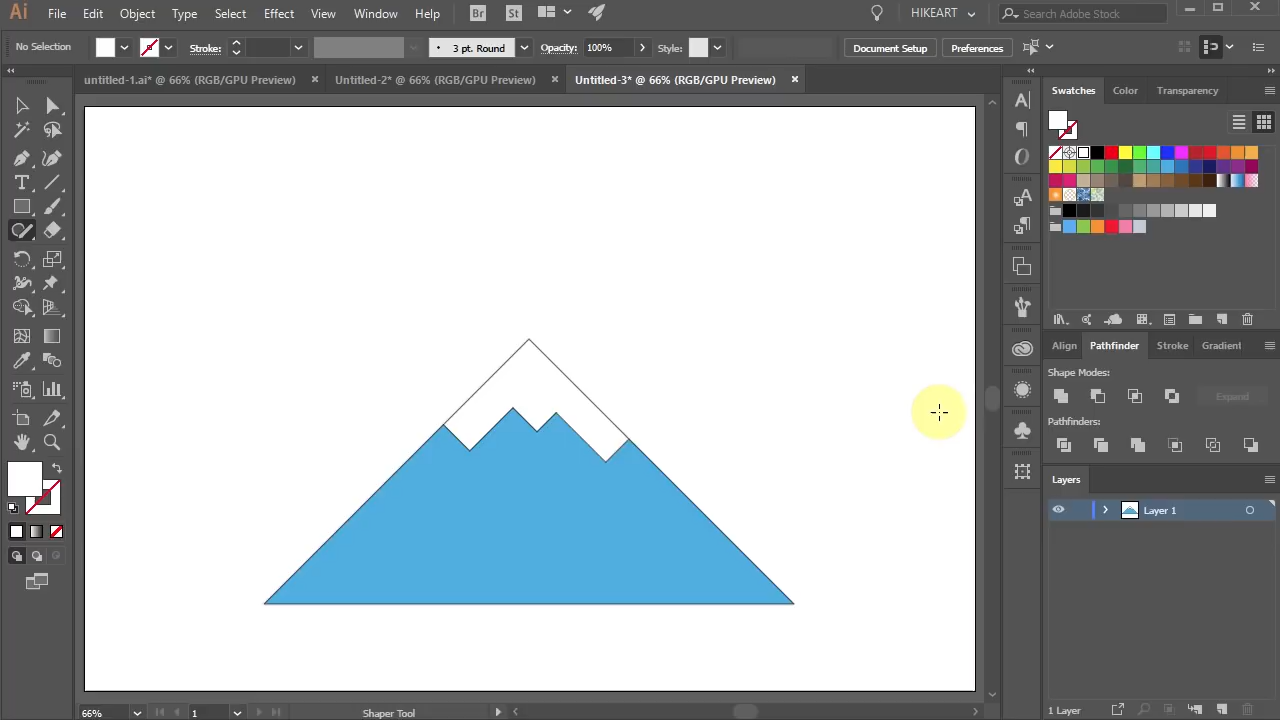 Ai File Edit Object Type Select Effect View Window Help Br St HIKEART Search Adobe Stock
No Selection Stroke: 3 pt. Round Opacity: 100% Style: Document Setup Preferences
untitled-1.ai* @ 66% (RGB/GPU Preview) Untitled-2* @ 66% (RGB/GPU Preview) Untitled-3* @ 66% (RGB/GPU Preview)
Swatches Color Transparency
Align Pathfinder Stroke Gradient
Shape Modes:
Expand
Pathfinders:
Layers
Layer 1
66% 1 Shaper Tool 1 Layer